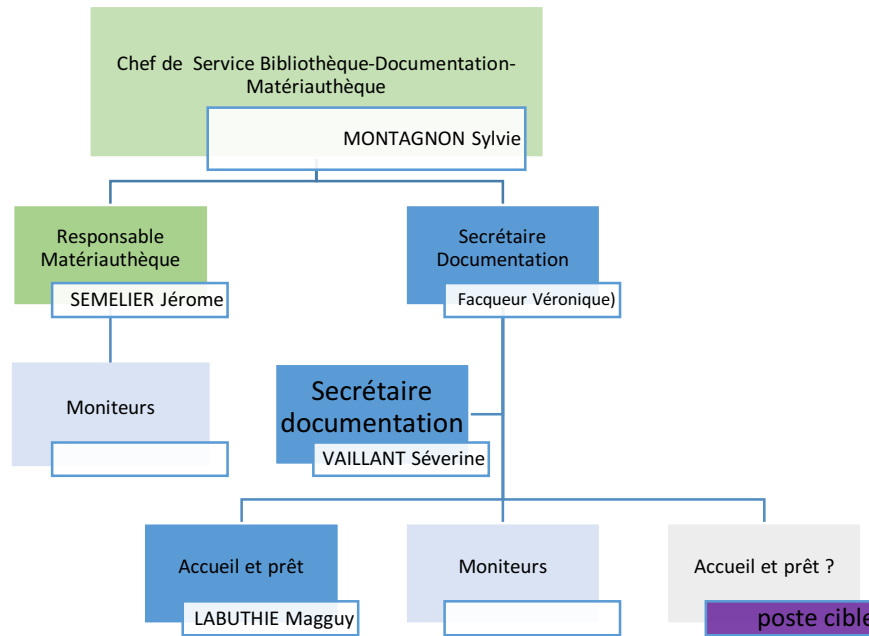 Chef de Service Bibliothèque-Documentation-
Matériauthèque
MONTAGNON Sylvie
Responsable
Matériauthèque
SEMELIER Jérome
Secrétaire
Documentation
Facqueur Véronique)
Moniteurs
Secrétaire
documentation
VAILLANT Séverine
Accueil et prêt
LABUTHIE Magguy
Moniteurs
Accueil et prêt ?
poste cible